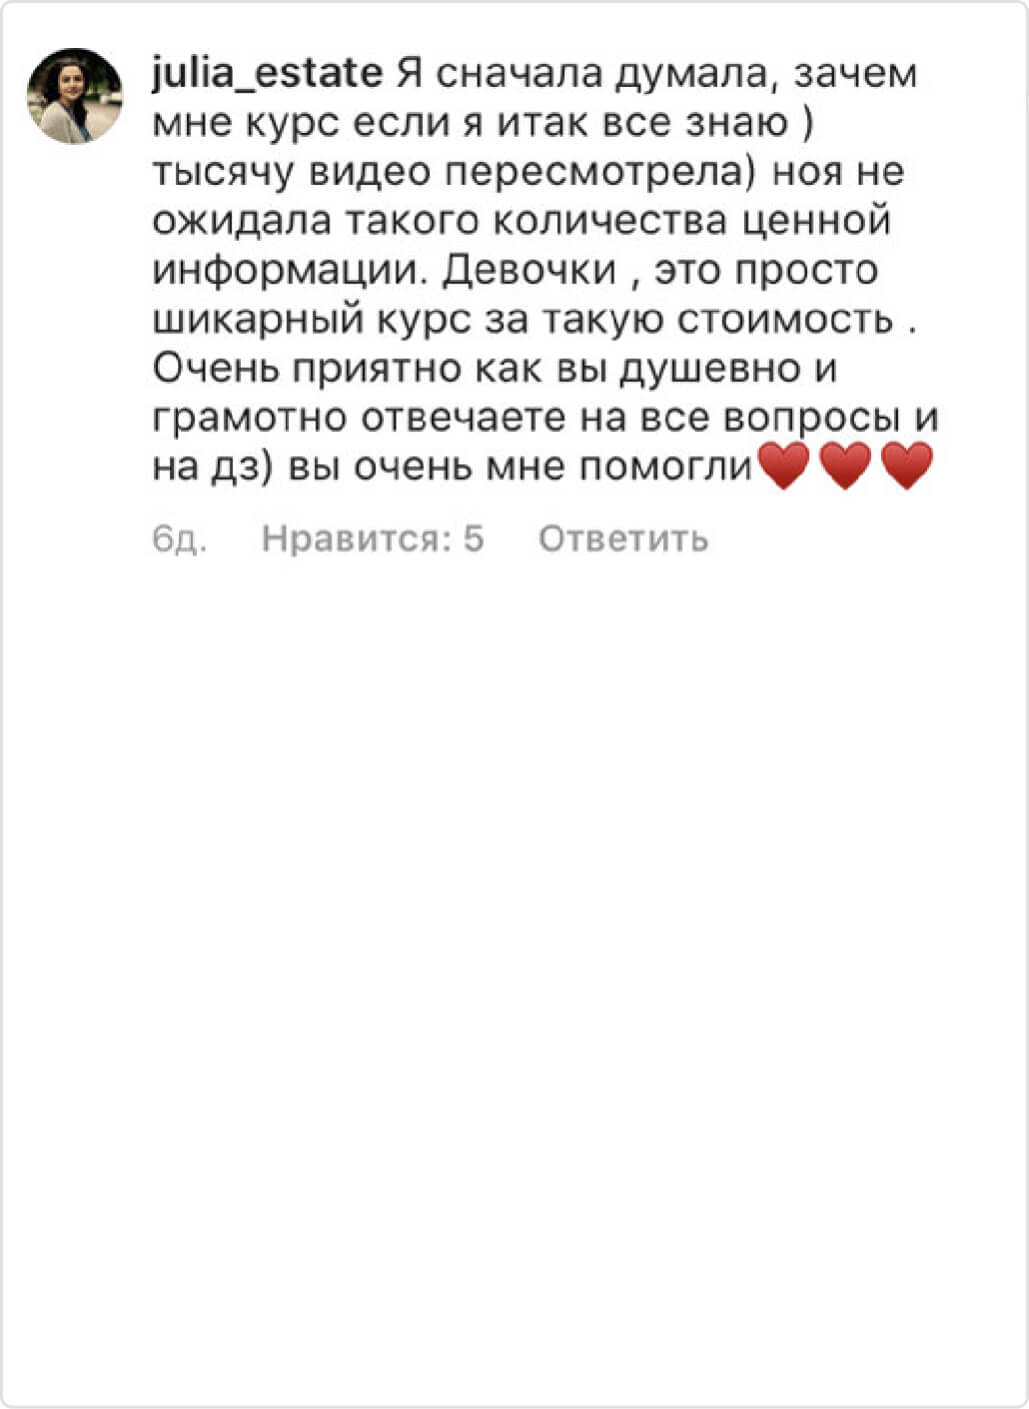 julia_estate Я сначала думала, зачем
мне курс если я итак все знаю )
тысячу видео пересмотрела) ноя не
ожидала такого количества ценной
информации. Девочки , это просто
шикарный курс за такую стоимость .
Очень приятно как вы душевно и
грамотно отвечаете на все вопросы и
на дз) вы очень мне помогли❤️❤️❤️
6д. Нравится: 5 Ответить